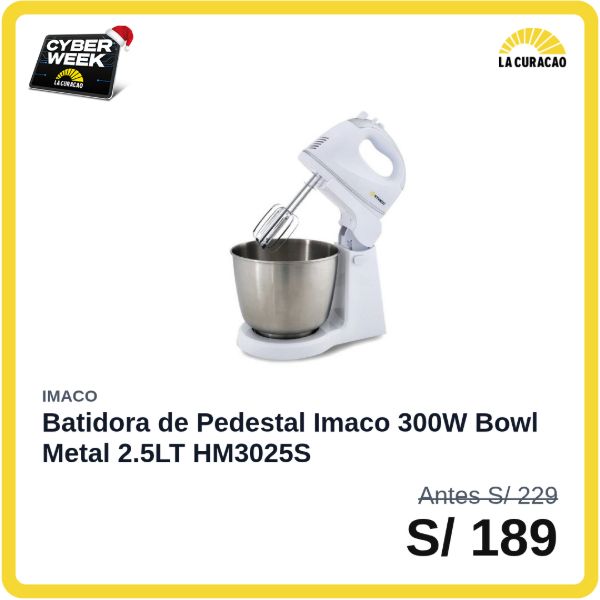 CYBER
WEEK
LA CURACAO
LA CURACAO
IMACO
Batidora de Pedestal Imaco 300W Bowl
Metal 2.5LT HM3025S
Antes S/ 229
S/ 189